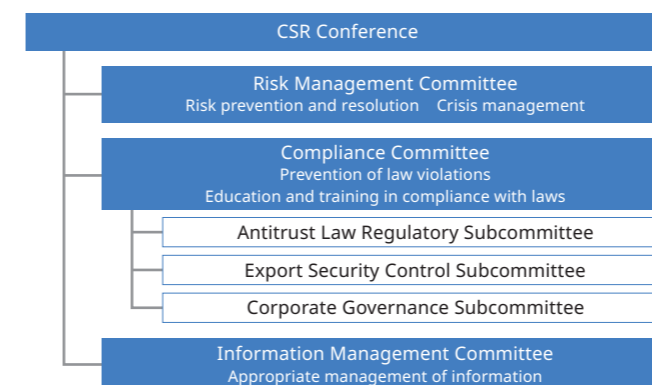 CSR Conference
Risk Management Committee
Risk prevention and resolution Crisis management
Compliance Committee
Prevention of law violations
Education and training in compliance with laws
Antitrust Law Regulatory Subcommittee
Export Security Control Subcommittee
Corporate Governance Subcommittee
Information Management Committee
Appropriate management of information